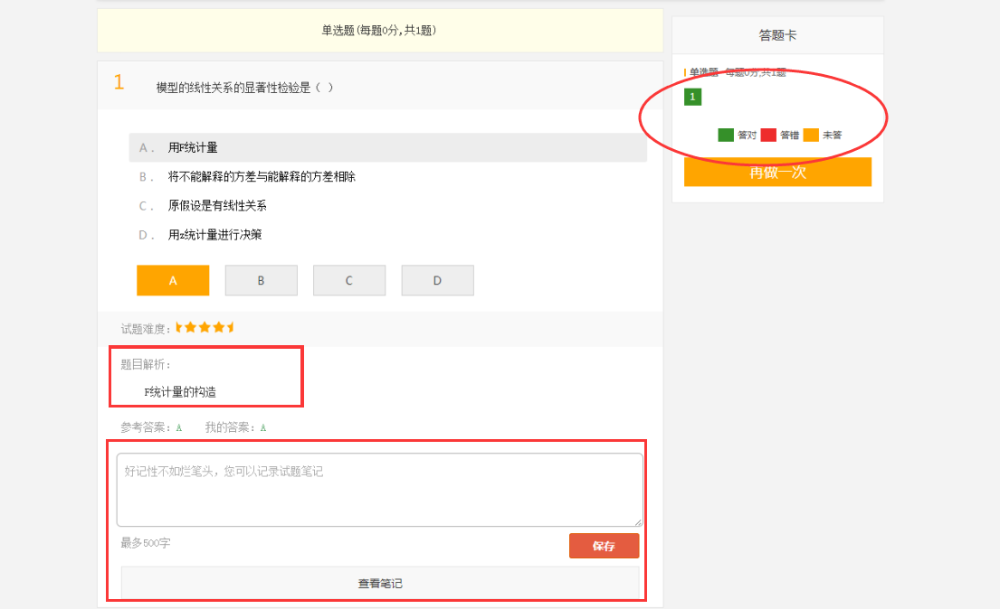 单选题(每题0分,共1题)
1
模型的线性关系的显著性检验是（ ）
A． 用F统计量
B． 将不能解释的方差与能解释的方差相除
C． 原假设是有线性关系
D． 用z统计量进行决策
A B C D
试题难度：
题目解析：
F统计量的构造
参考答案：A 我的答案：A
好记性不如烂笔头，您可以记录试题笔记
最多500字
保存
查看笔记
答题卡
单选题 每题0分,共1题
1
答对 答错 未答
再做一次